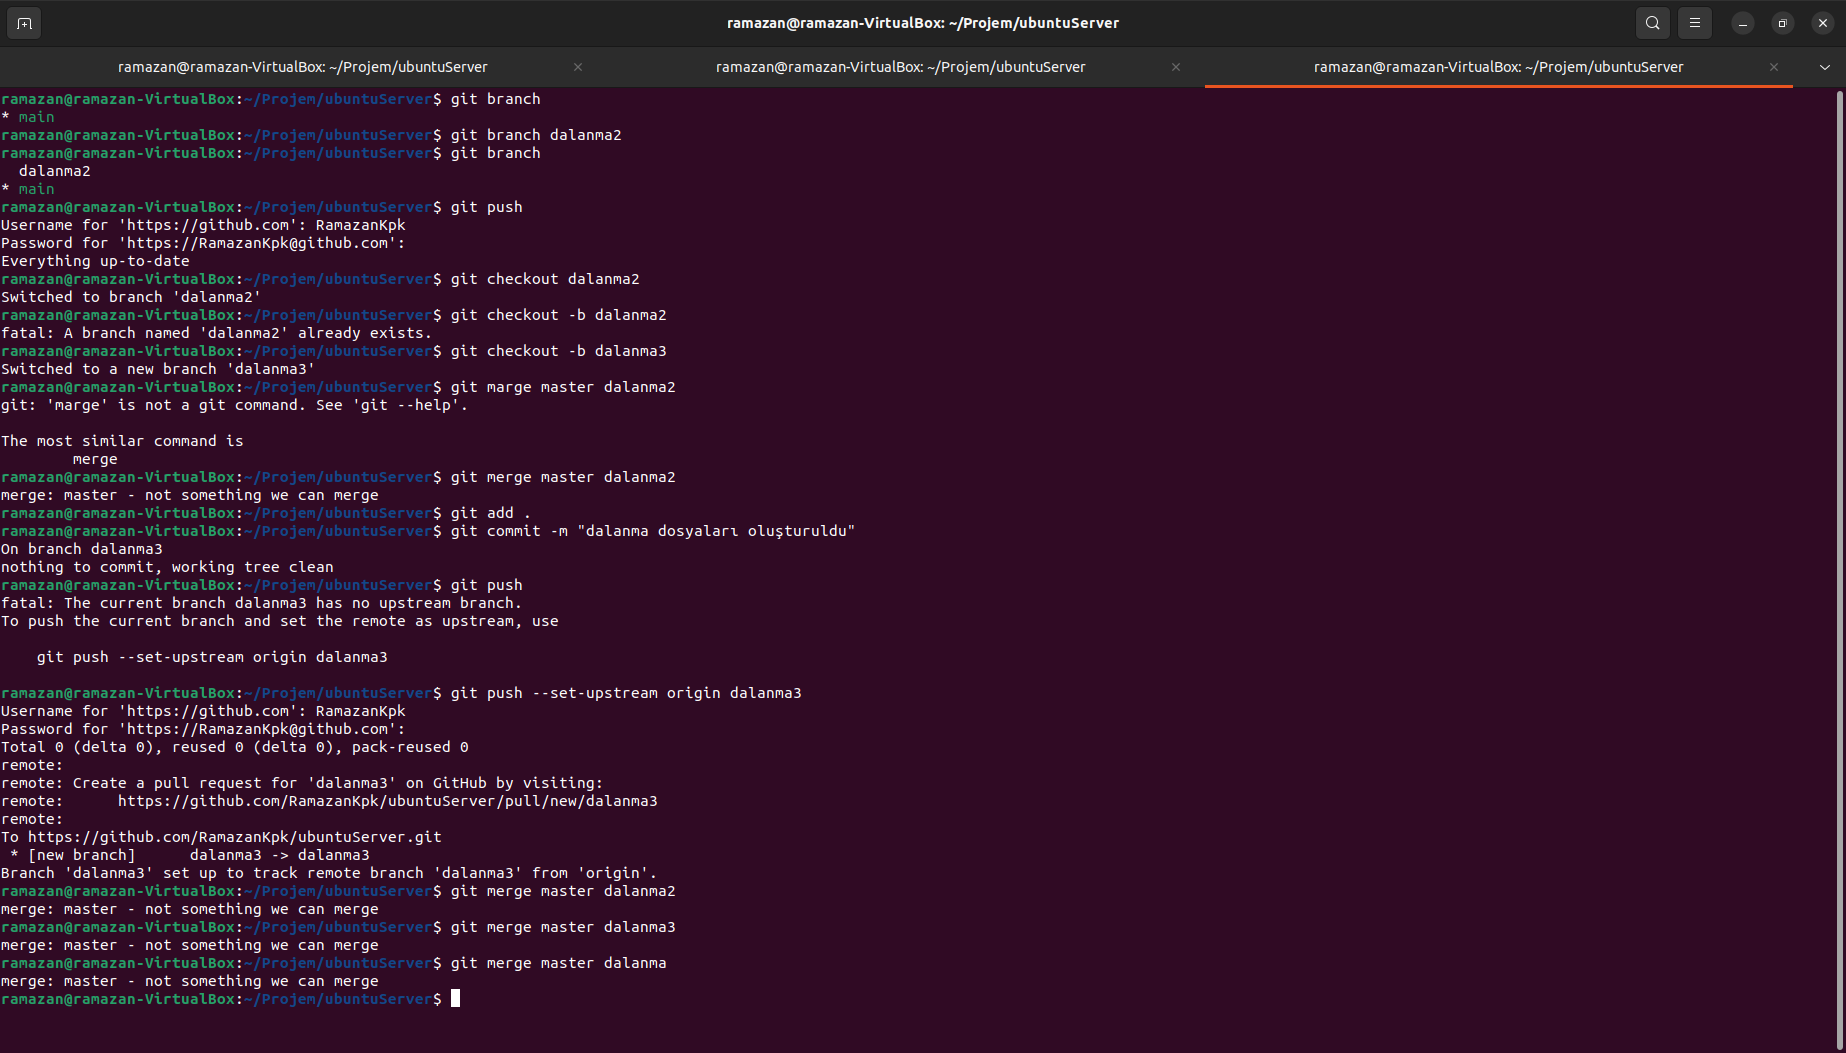 ramazan@ramazan-VirtualBox: ~/Projem/ubuntuServer
ramazan@ramazan-VirtualBox: ~/Projem/ubuntuServer
ramazan@ramazan-VirtualBox: ~/Projem/ubuntuServer
ramazan@ramazan-VirtualBox: ~/Projem/ubuntuServer
ramazan@ramazan-VirtualBox:~/Projem/ubuntuServer$ git branch
* main
ramazan@ramazan-VirtualBox:~/Projem/ubuntuServer$ git branch dalanma2
ramazan@ramazan-VirtualBox:~/Projem/ubuntuServer$ git branch
  dalanma2
* main
ramazan@ramazan-VirtualBox:~/Projem/ubuntuServer$ git push
Username for 'https://github.com': RamazanKpk
Password for 'https://RamazanKpk@github.com':
Everything up-to-date
ramazan@ramazan-VirtualBox:~/Projem/ubuntuServer$ git checkout dalanma2
Switched to branch 'dalanma2'
ramazan@ramazan-VirtualBox:~/Projem/ubuntuServer$ git checkout -b dalanma2
fatal: A branch named 'dalanma2' already exists.
ramazan@ramazan-VirtualBox:~/Projem/ubuntuServer$ git checkout -b dalanma3
Switched to a new branch 'dalanma3'
ramazan@ramazan-VirtualBox:~/Projem/ubuntuServer$ git marge master dalanma2
git: 'marge' is not a git command. See 'git --help'.
The most similar command is
        merge
ramazan@ramazan-VirtualBox:~/Projem/ubuntuServer$ git merge master dalanma2
merge: master - not something we can merge
ramazan@ramazan-VirtualBox:~/Projem/ubuntuServer$ git add .
ramazan@ramazan-VirtualBox:~/Projem/ubuntuServer$ git commit -m "dalanma dosyaları oluşturuldu"
On branch dalanma3
nothing to commit, working tree clean
ramazan@ramazan-VirtualBox:~/Projem/ubuntuServer$ git push
fatal: The current branch dalanma3 has no upstream branch.
To push the current branch and set the remote as upstream, use
    git push --set-upstream origin dalanma3
ramazan@ramazan-VirtualBox:~/Projem/ubuntuServer$ git push --set-upstream origin dalanma3
Username for 'https://github.com': RamazanKpk
Password for 'https://RamazanKpk@github.com':
Total 0 (delta 0), reused 0 (delta 0), pack-reused 0
remote:
remote: Create a pull request for 'dalanma3' on GitHub by visiting:
remote:      https://github.com/RamazanKpk/ubuntuServer/pull/new/dalanma3
remote:
To https://github.com/RamazanKpk/ubuntuServer.git
 * [new branch]      dalanma3 -> dalanma3
Branch 'dalanma3' set up to track remote branch 'dalanma3' from 'origin'.
ramazan@ramazan-VirtualBox:~/Projem/ubuntuServer$ git merge master dalanma2
merge: master - not something we can merge
ramazan@ramazan-VirtualBox:~/Projem/ubuntuServer$ git merge master dalanma3
merge: master - not something we can merge
ramazan@ramazan-VirtualBox:~/Projem/ubuntuServer$ git merge master dalanma
merge: master - not something we can merge
ramazan@ramazan-VirtualBox:~/Projem/ubuntuServer$